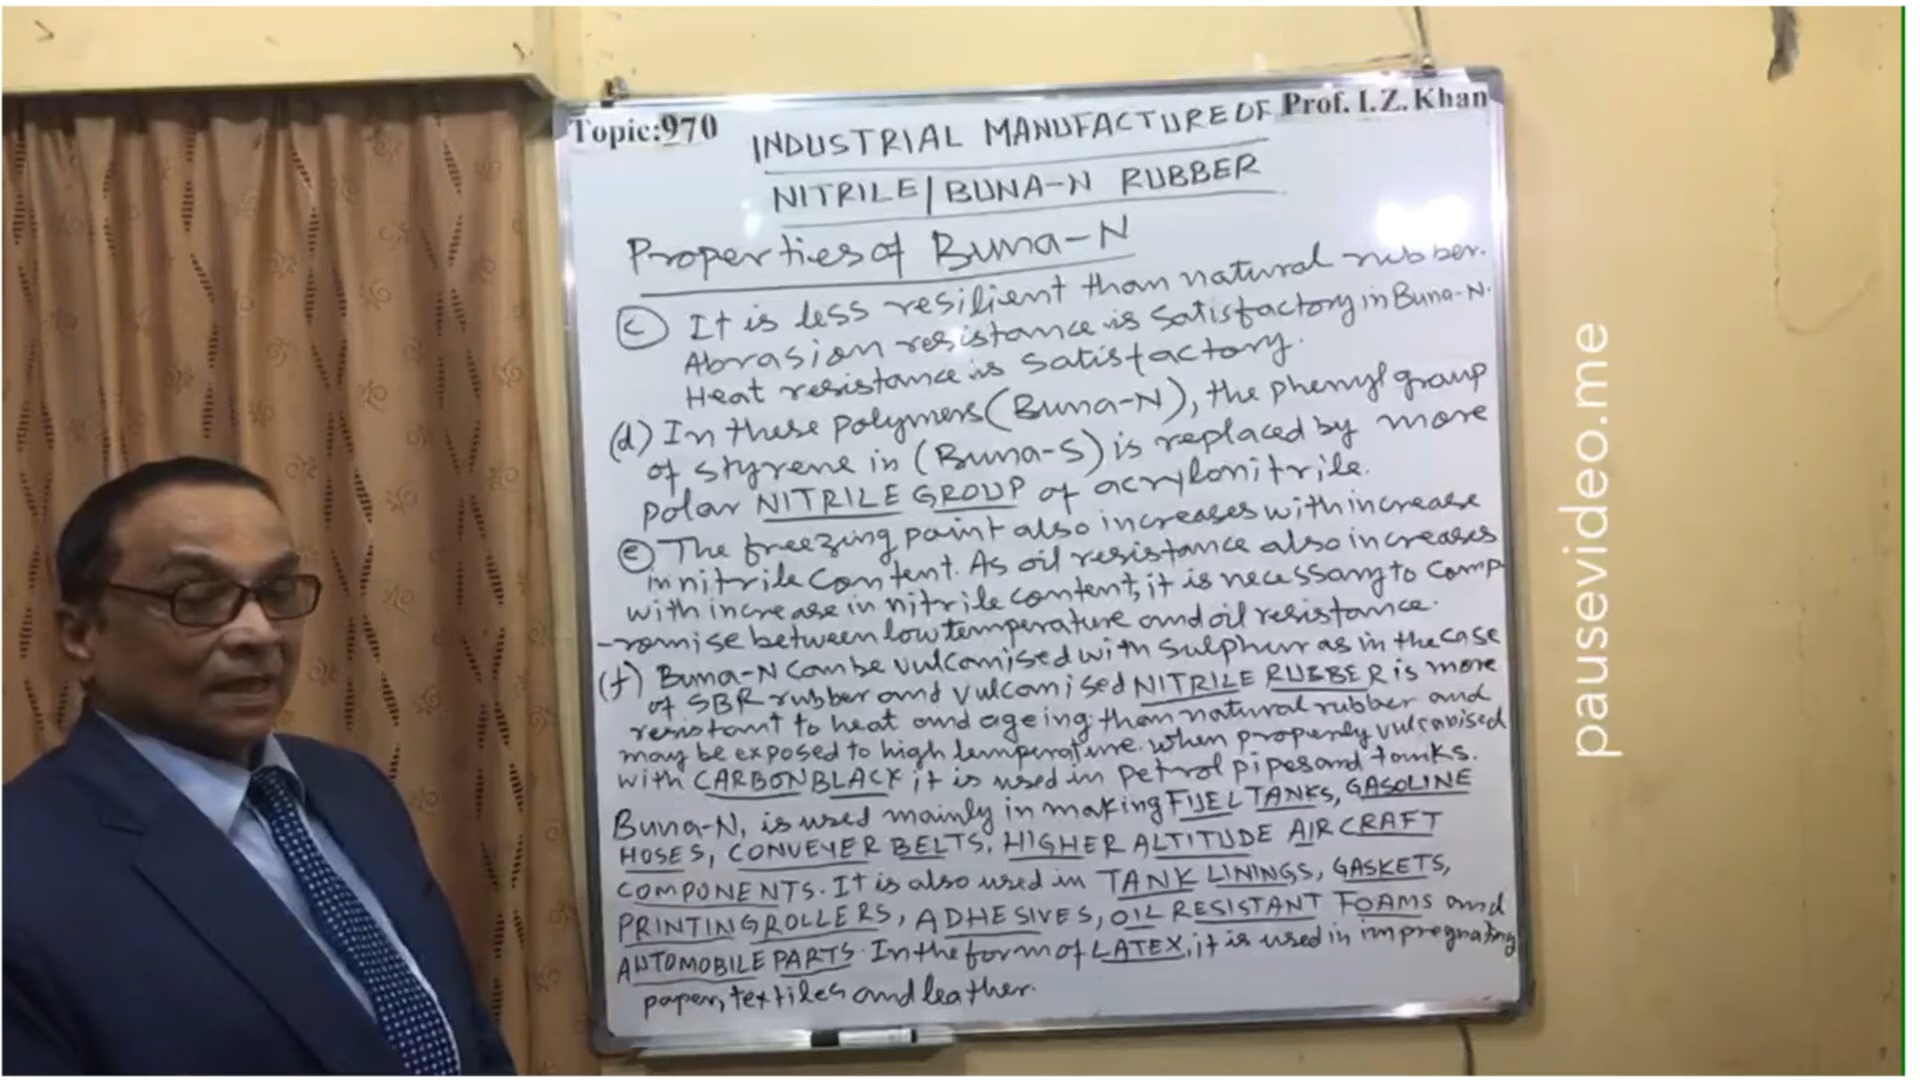 Topic:970
INDUSTRIAL MANUFACTURE OF
Prof. I. Z. Khan
NITRILE/BUNA-N RUBBER
Properties of Buna-N
(c) It is less resilient than natural rubber.
Abrasion resistance is satisfactory in Buna-N.
Heat resistance is satisfactory.
(d) In these polymers (Buna-N), the phenyl group
of styrene in (Buna-S) is replaced by more
polar NITRILE GROUP of acrylonitrile.
(e) The freezing point also increases with increase
in nitrile content. As oil resistance also increases
with increase in nitrile content, it is necessary to comp
-romise between low temperature and oil resistance.
(f) Buna-N can be vulcanised with sulphur as in the case
of SBR rubber and vulcanised NITRILE RUBBER is more
resistant to heat and ageing than natural rubber and
may be exposed to high temperature. when properly vulcanised
with CARBON BLACK, it is used in petrol pipes and tanks.
Buna-N, is used mainly in making FUEL TANKS, GASOLINE
HOSES, CONVEYER BELTS, HIGHER ALTITUDE AIRCRAFT
COMPONENTS. It is also used in TANK LININGS, GASKETS,
PRINTING ROLLERS, ADHESIVES, OIL RESISTANT FOAMS and
AUTOMOBILE PARTS. In the form of LATEX, it is used in impregnating
paper, textiles and leather.
pausevideo.me